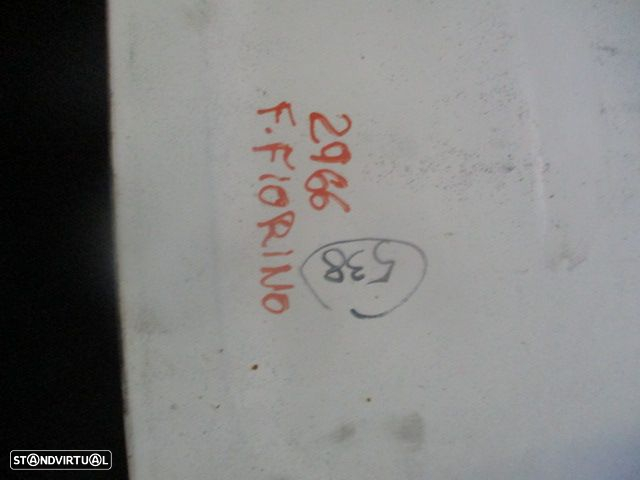 2966
F.FIORINO
538
STANDVIRTUAL